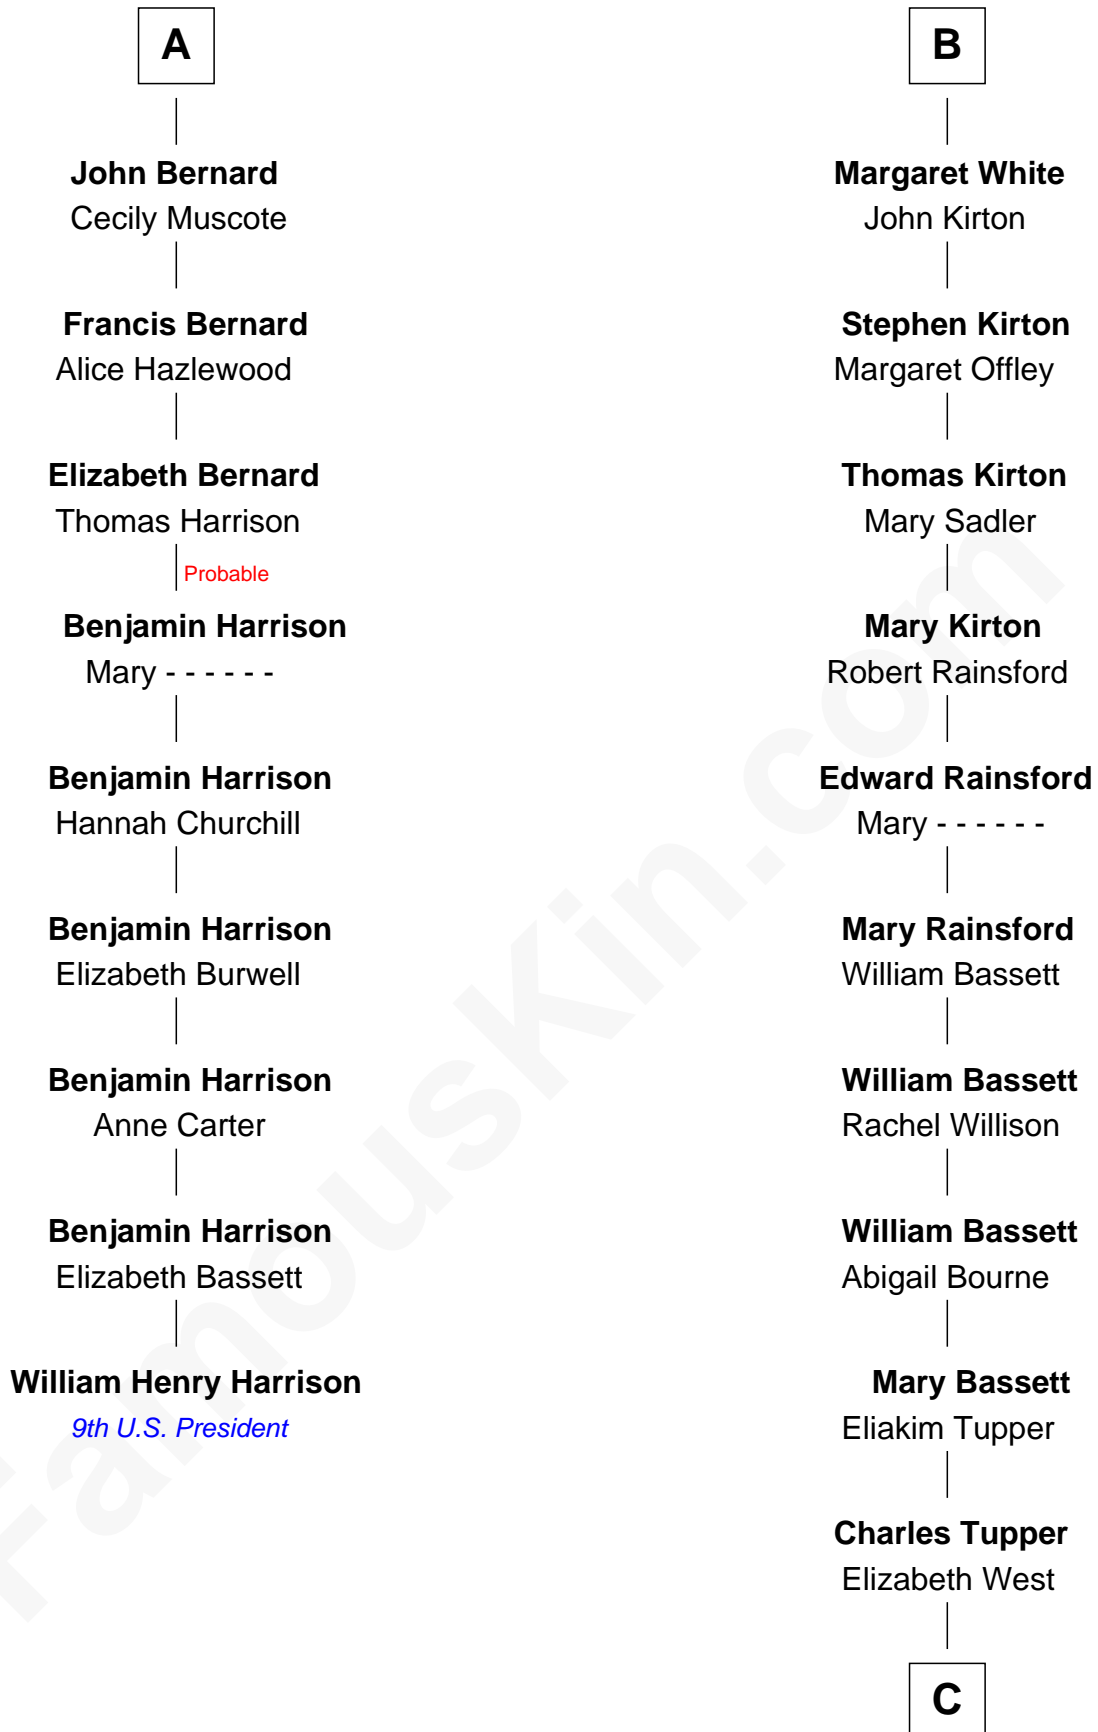 A
John Bernard
Cecily Muscote
Francis Bernard
Alice Hazlewood
Elizabeth Bernard
Thomas Harrison
Probable
Benjamin Harrison
Mary - - - - - -
Benjamin Harrison
Hannah Churchill
Benjamin Harrison
Elizabeth Burwell
Benjamin Harrison
Anne Carter
Benjamin Harrison
Elizabeth Bassett
William Henry Harrison
9th U.S. President
B
Margaret White
John Kirton
Stephen Kirton
Margaret Offley
Thomas Kirton
Mary Sadler
Mary Kirton
Robert Rainsford
Edward Rainsford
Mary - - - - - -
Mary Rainsford
William Bassett
William Bassett
Rachel Willison
William Bassett
Abigail Bourne
Mary Bassett
Eliakim Tupper
Charles Tupper
Elizabeth West
C
FamousKin.com